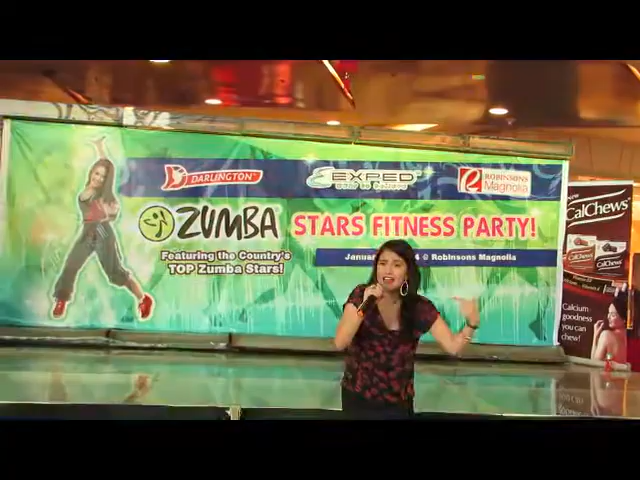 DARLINGTON
EXPED
ROBINSONS
Magnolia
ZUMBA
STARS FITNESS PARTY!
Featuring the Country's
TOP Zumba Stars!
January
@ Robinsons Magnolia
CalChews
CalChews
Calcium
goodness
you can